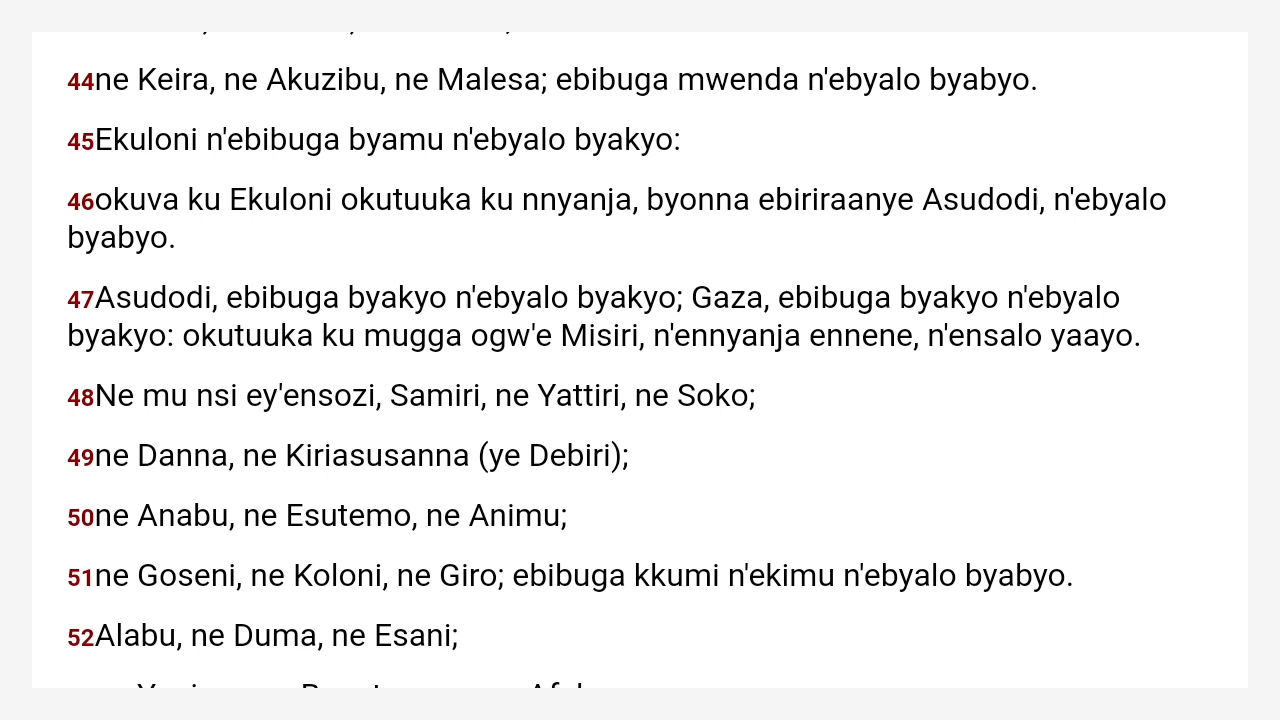 44ne Keira, ne Akuzibu, ne Malesa; ebibuga mwenda n'ebyalo byabyo.
45Ekuloni n'ebibuga byamu n'ebyalo byakyo:
46okuva ku Ekuloni okutuuka ku nnyanja, byonna ebiriraanye Asudodi, n'ebyalo
byabyo.
47Asudodi, ebibuga byakyo n'ebyalo byakyo; Gaza, ebibuga byakyo n'ebyalo
byakyo: okutuuka ku mugga ogw'e Misiri, n'ennyanja ennene, n'ensalo yaayo.
48Ne mu nsi ey'ensozi, Samiri, ne Yattiri, ne Soko;
49ne Danna, ne Kiriasusanna (ye Debiri);
50ne Anabu, ne Esutemo, ne Animu;
51ne Goseni, ne Koloni, ne Giro; ebibuga kkumi n'ekimu n'ebyalo byabyo.
52Alabu, ne Duma, ne Esani;